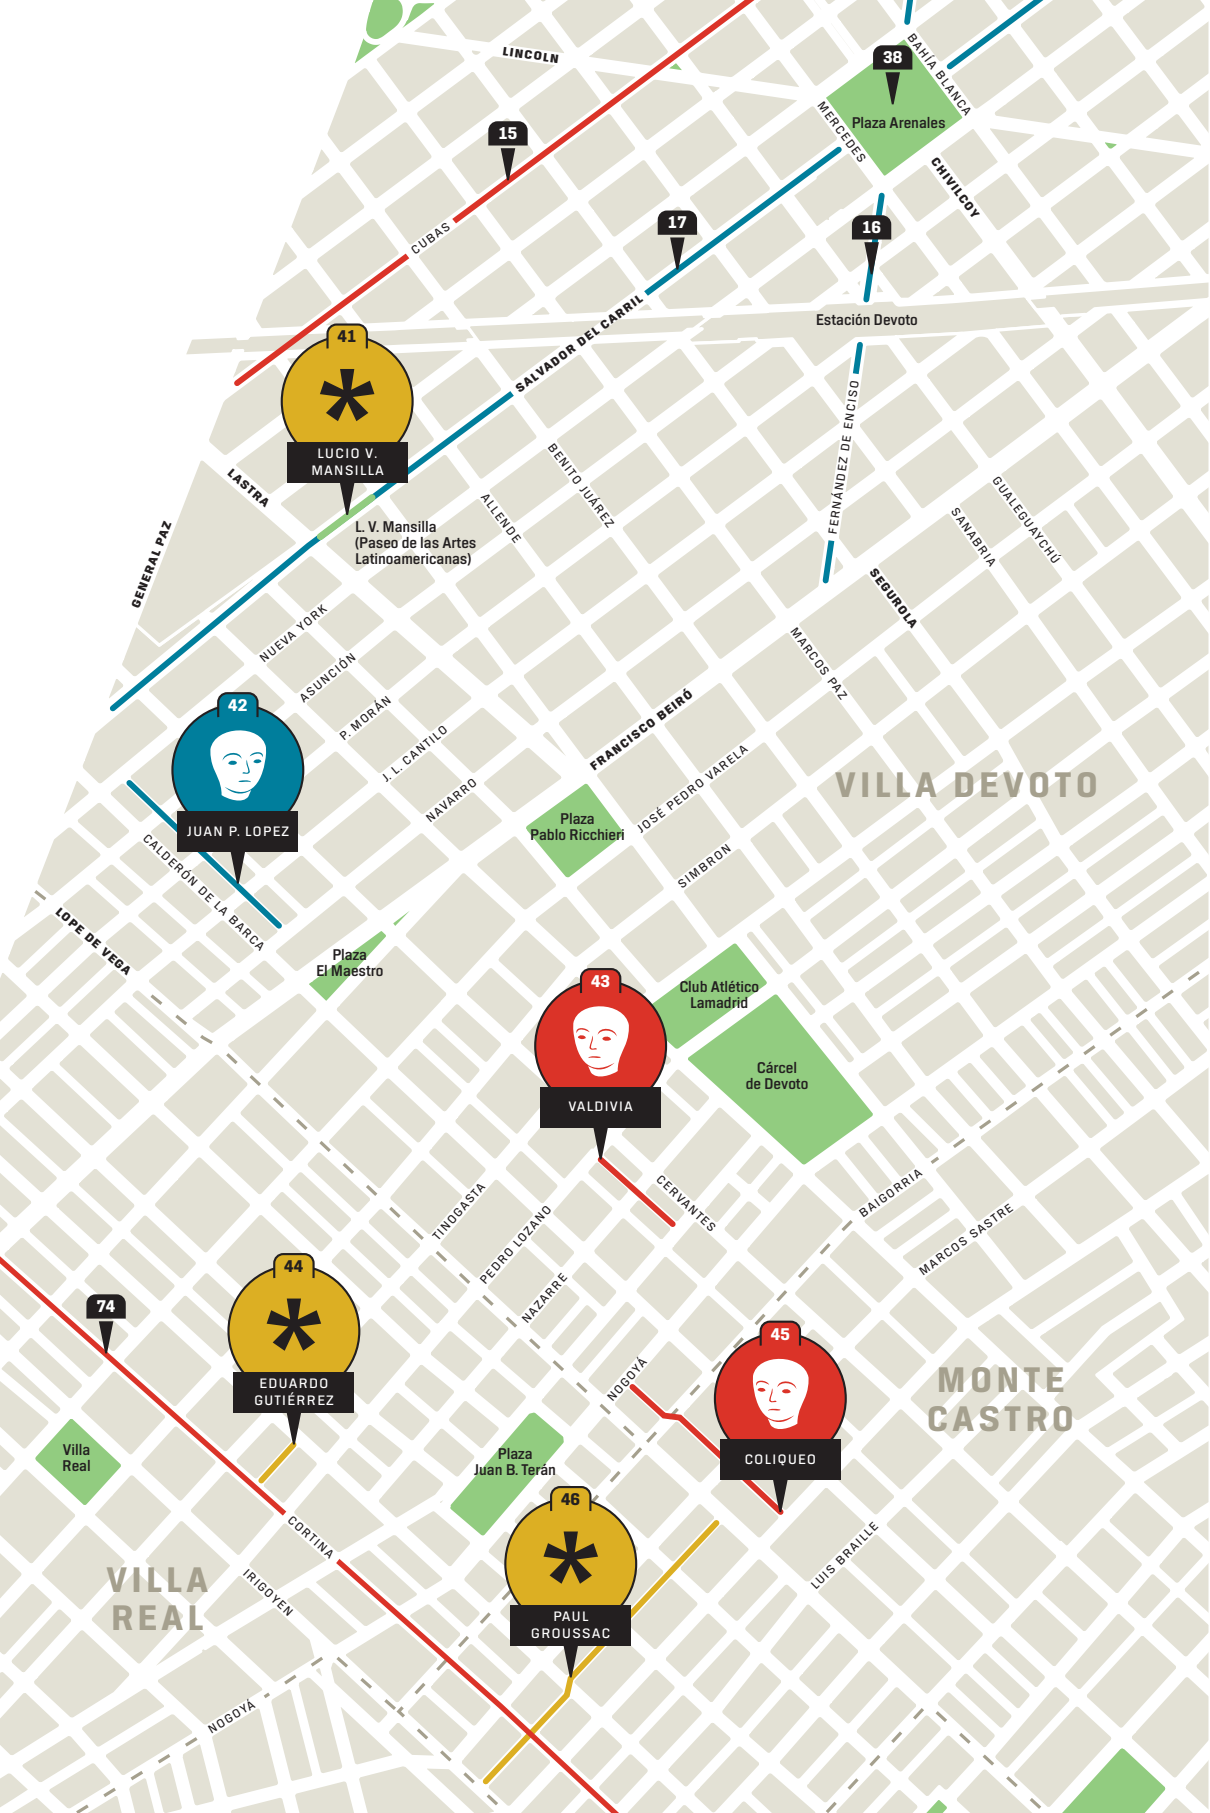 LINCOLN
38
BAHÍA BLANCA
Plaza Arenales
MERCEDES
15
CHIVILCOY
CUBAS
17
16
Estación Devoto
SALVADOR DEL CARRIL
41
LUCIO V.
MANSILLA
FERNÁNDEZ DE ENCISO
LASTRA
BENITO JUÁREZ
ALLENDE
GUALEGUAYCHÚ
SANABRIA
L. V. Mansilla
(Paseo de las Artes
Latinoamericanas)
GENERAL PAZ
SEGUROLA
NUEVA YORK
ASUNCIÓN
MARCOS PAZ
P. MORÁN
J. L. CANTILO
NAVARRO
FRANCISCO BEIRÓ
JOSÉ PEDRO VARELA
VILLA DEVOTO
42
JUAN P. LOPEZ
Plaza
Pablo Ricchieri
SIMBRON
CALDERÓN DE LA BARCA
LOPE DE VEGA
Plaza
El Maestro
43
VALDIVIA
Club Atlético
Lamadrid
Cárcel
de Devoto
CERVANTES
TINOGASTA
PEDRO LOZANO
NAZARRE
BAIGORRIA
MARCOS SASTRE
74
44
EDUARDO
GUTIÉRREZ
45
COLIQUEO
NOGOYÁ
MONTE
CASTRO
Villa
Real
Plaza
Juan B. Terán
46
PAUL
GROUSSAC
CORTINA
LUIS BRAILLE
VILLA
REAL
IRIGOYEN
NOGOYÁ